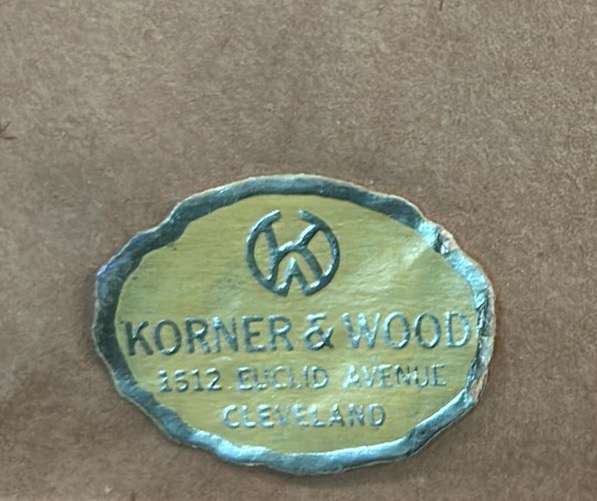 KORNER & WOOD
1512 EUCLID AVENUE
CLEVELAND